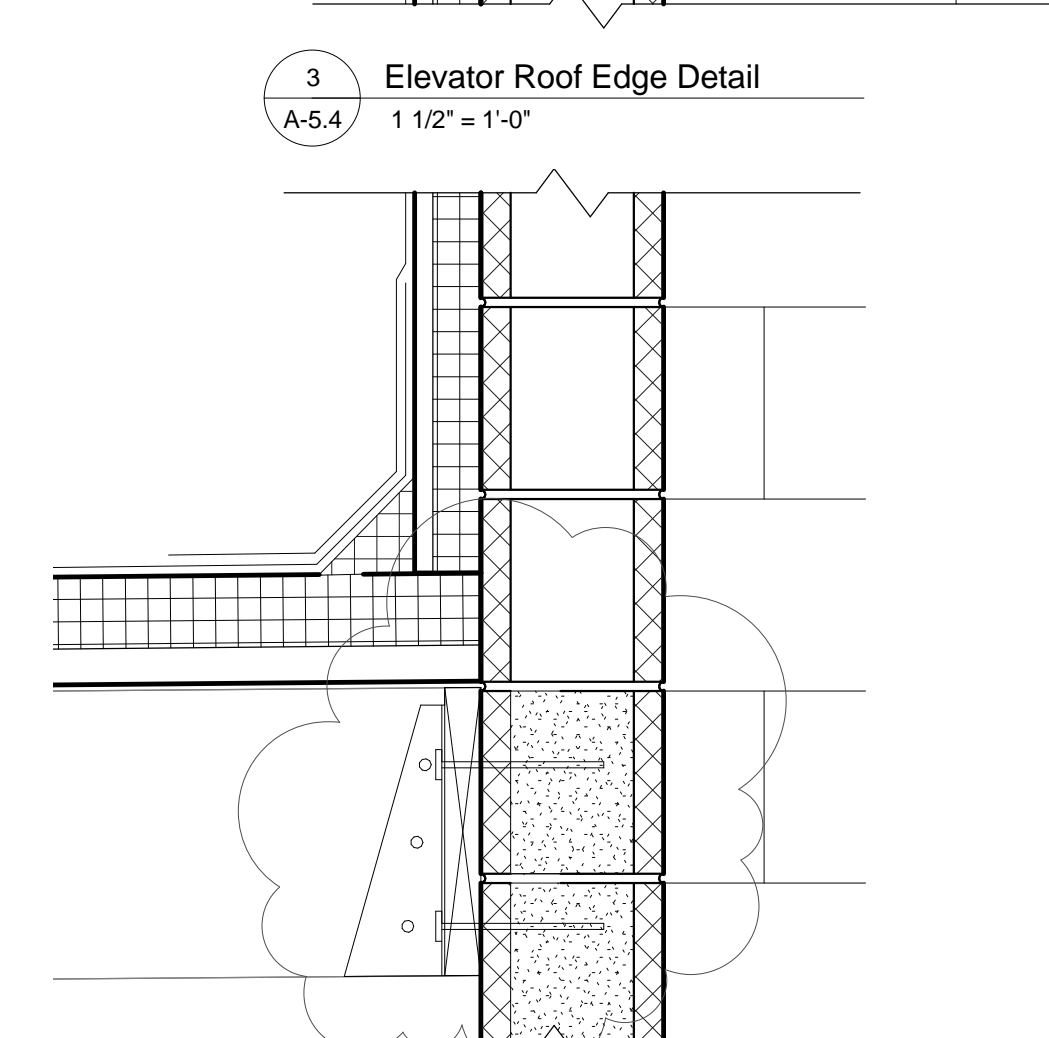 3
Elevator Roof Edge Detail
A-5.4
1 1/2" = 1'-0"